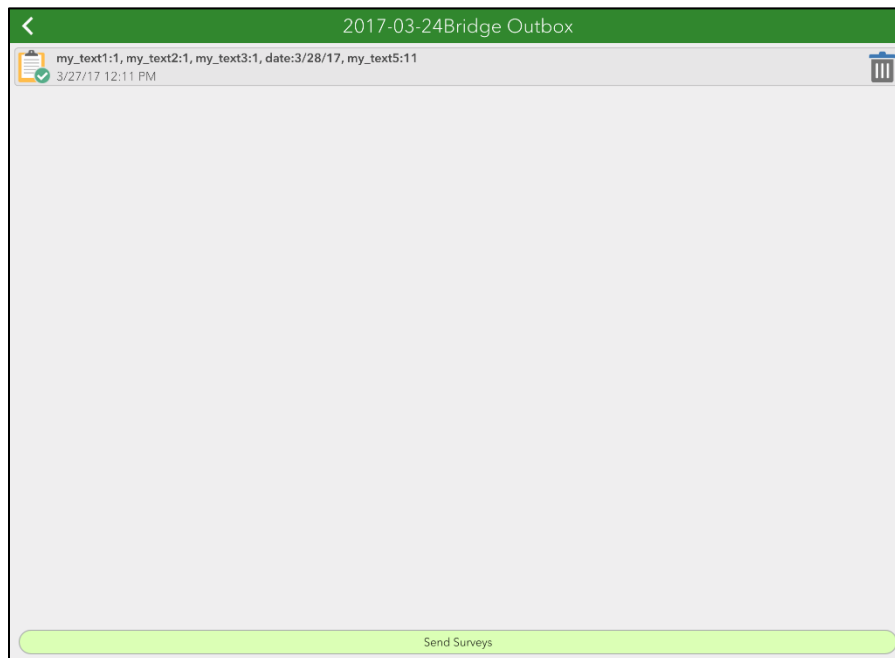 2017-03-24Bridge Outbox
my_text1:1, my_text2:1, my_text3:1, date:3/28/17, my_text5:11
3/27/17 12:11 PM
Send Surveys